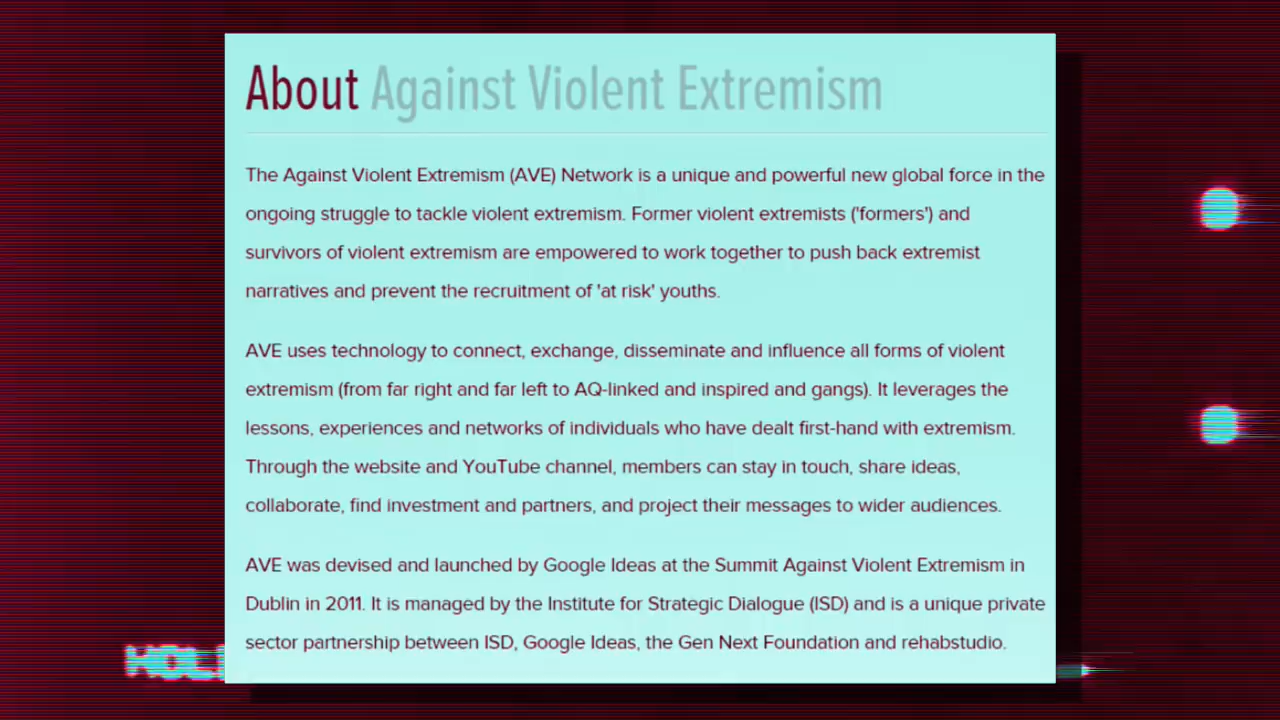 About Against Violent Extremism
The Against Violent Extremism (AVE) Network is a unique and powerful new global force in the
ongoing struggle to tackle violent extremism. Former violent extremists ('formers') and
survivors of violent extremism are empowered to work together to push back extremist
narratives and prevent the recruitment of 'at risk' youths.
AVE uses technology to connect, exchange, disseminate and influence all forms of violent
extremism (from far right and far left to AQ-linked and inspired and gangs). It leverages the
lessons, experiences and networks of individuals who have dealt first-hand with extremism.
Through the website and YouTube channel, members can stay in touch, share ideas,
collaborate, find investment and partners, and project their messages to wider audiences.
AVE was devised and launched by Google Ideas at the Summit Against Violent Extremism in
Dublin in 2011. It is managed by the Institute for Strategic Dialogue (ISD) and is a unique private
sector partnership between ISD, Google Ideas, the Gen Next Foundation and rehabstudio.